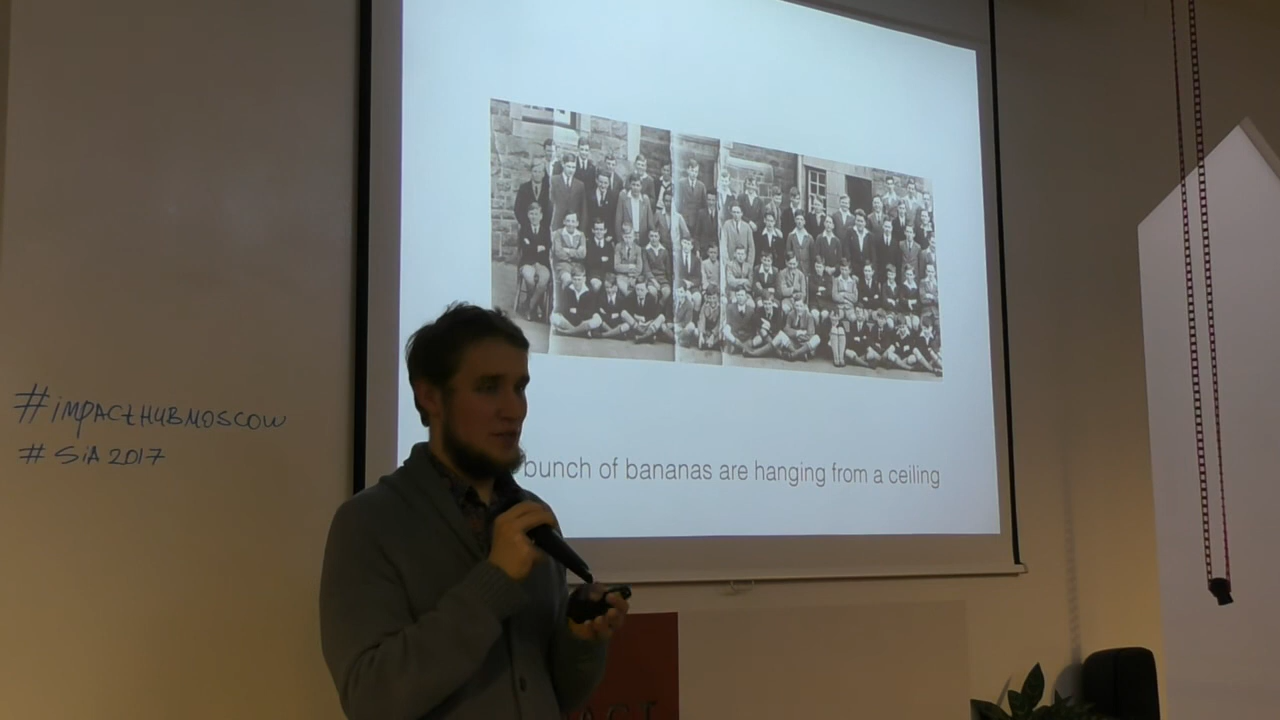 bunch of bananas are hanging from a ceiling
#IMPACTHUBMOSCOW
# SiA 2017